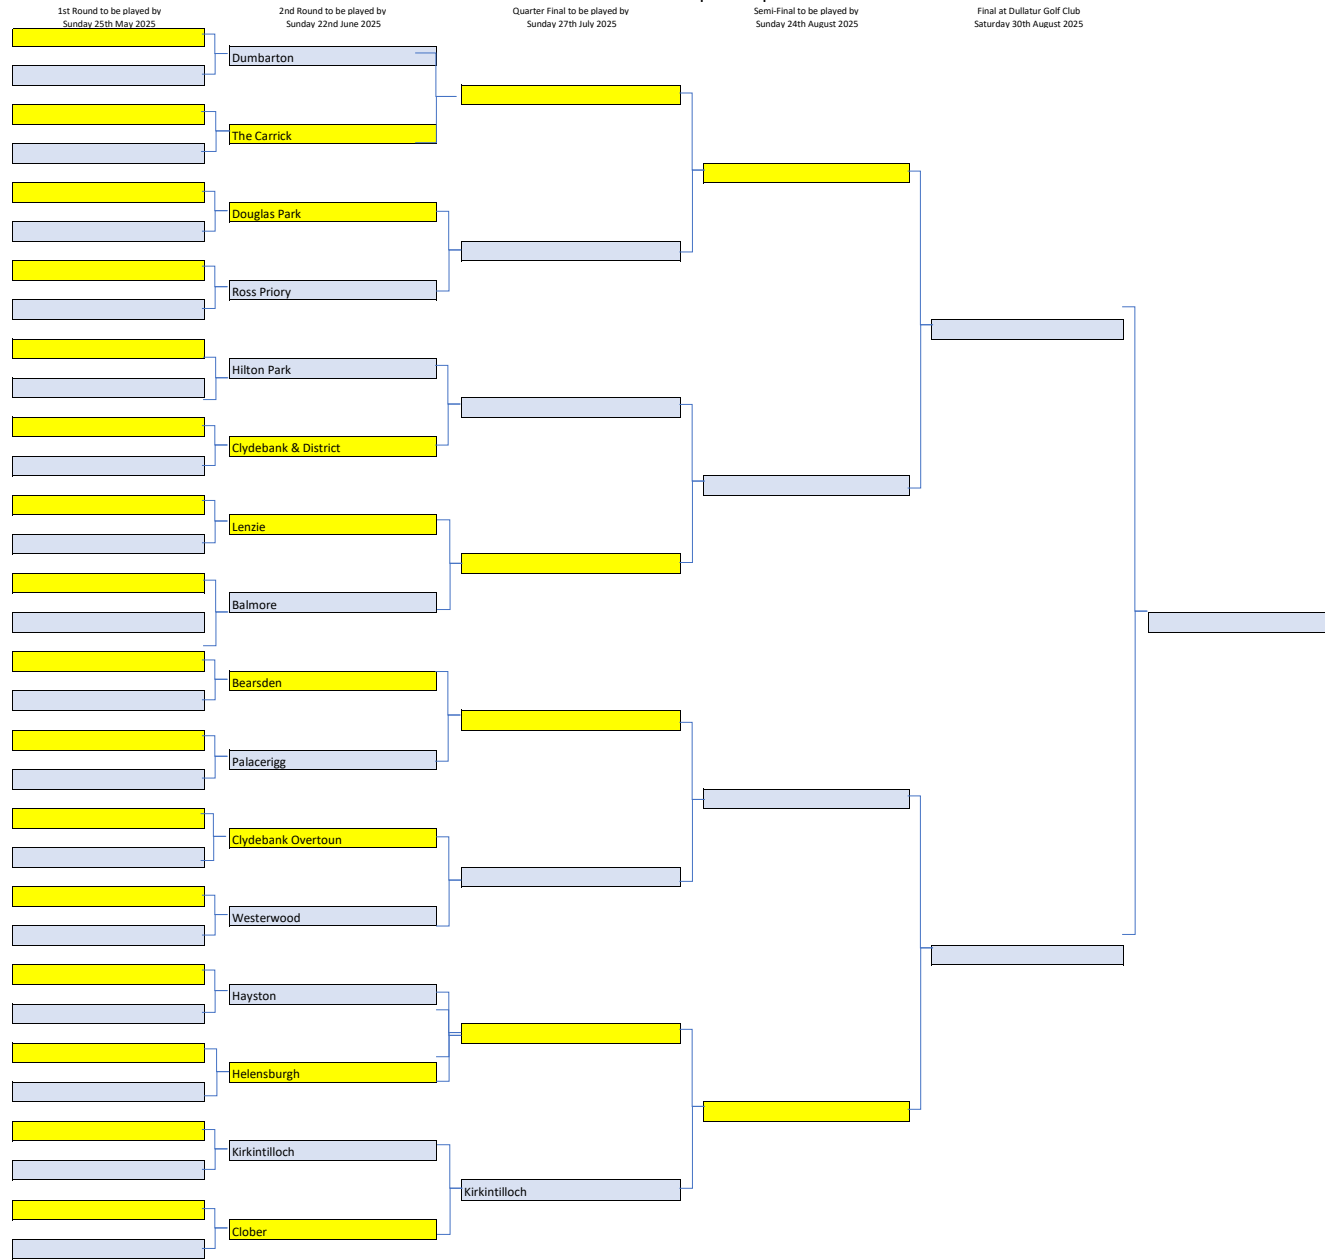 1st Round to be played by
Sunday 25th May 2025
2nd Round to be played by
Sunday 22nd June 2025
Quarter Final to be played by
Sunday 27th July 2025
Semi-Final to be played by
Sunday 24th August 2025
Final at Dullatur Golf Club
Saturday 30th August 2025
Dumbarton
The Carrick
Douglas Park
Ross Priory
Hilton Park
Clydebank & District
Lenzie
Balmore
Bearsden
Palacerigg
Clydebank Overtoun
Westerwood
Hayston
Helensburgh
Kirkintilloch
Clober
Kirkintilloch